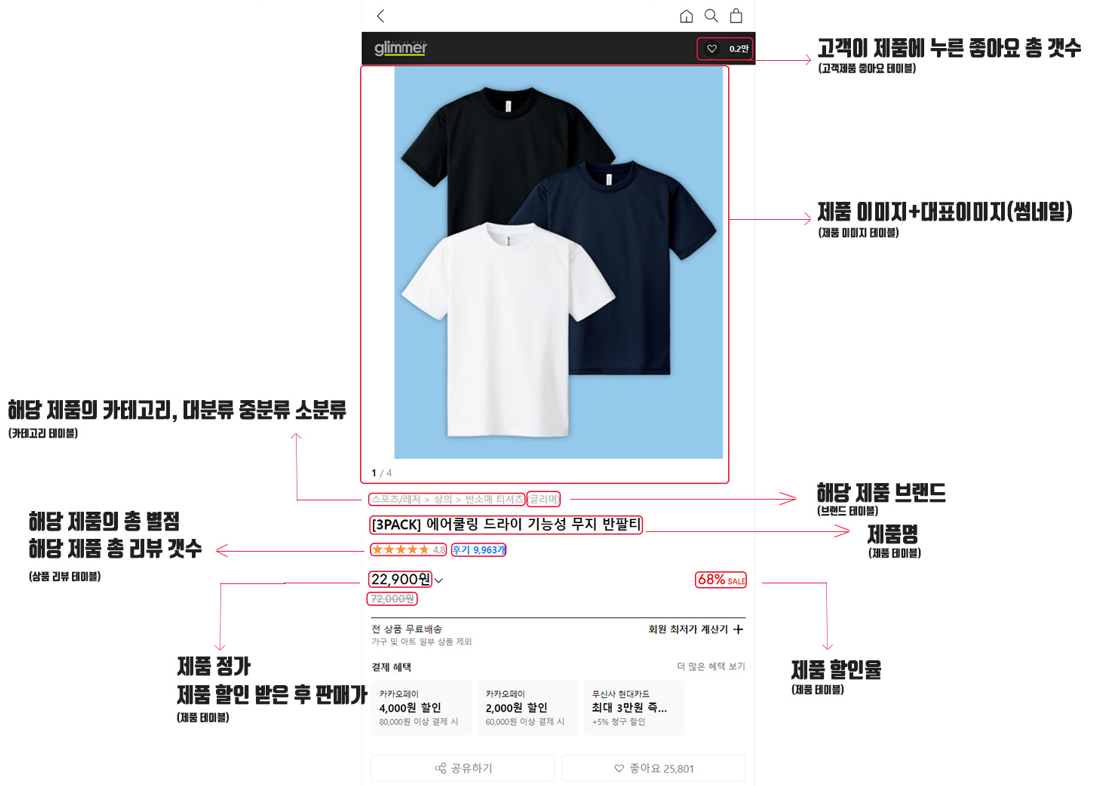 glimmer
0.2만
고객이 제품에 누른 좋아요 총 갯수
(고객제품 좋아요 테이블)
제품 이미지+대표이미지(썸네일)
(제품 이미지 테이블)
해당 제품의 카테고리, 대분류 중분류 소분류
(카테고리 테이블)
1 / 4
스포츠/레저 > 상의 > 반소매 티셔츠 (글리머)
해당 제품 브랜드
(브랜드 테이블)
[3PACK] 에어쿨링 드라이 기능성 무지 반팔티
제품명
(제품 테이블)
해당 제품의 총 별점
해당 제품 총 리뷰 갯수
(상품 리뷰 테이블)
4.8 후기 9,963개
22,900원
68% SALE
72,000원
전 상품 무료배송
회원 최저가 계산기 +
가구 및 아트 일부 상품 제외
제품 정가
제품 할인 받은 후 판매가
(제품 테이블)
제품 할인율
(제품 테이블)
결제 혜택
더 많은 혜택 보기
카카오페이
4,000원 할인
80,000원 이상 결제 시
카카오페이
2,000원 할인
60,000원 이상 결제 시
무신사 현대카드
최대 3만원 즉...
+5% 청구 할인
공유하기
좋아요 25,801